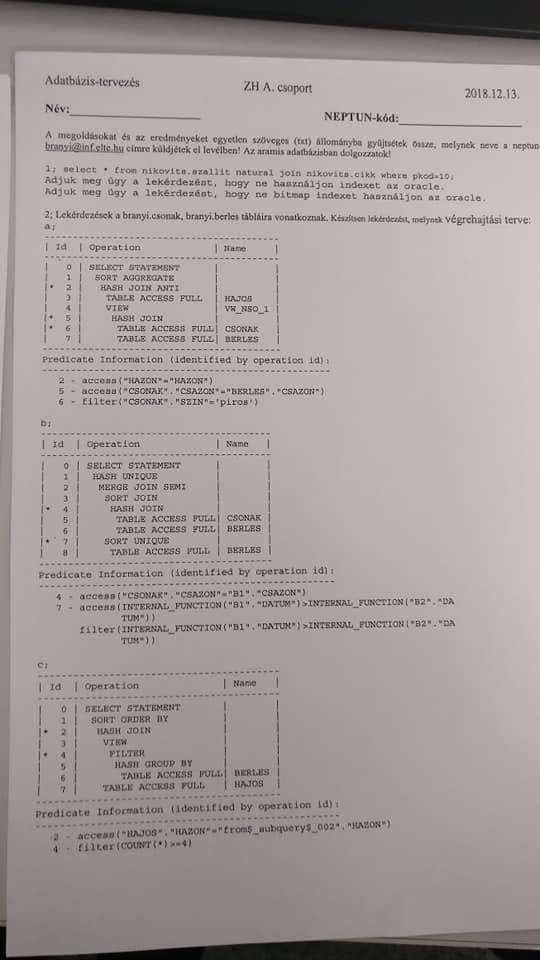 Adatbázis-tervezés
ZH A. csoport
2018.12.13.
Név:
NEPTUN-kód:
A megoldásokat és az eredményeket egyetlen szöveges (txt) állományba gyűjtsétek össze, melynek neve a neptun
branyi@inf.elte.hu címre küldjétek el levélben! Az aramis adatbázisban dolgozzatok!
1; select * from nikovits.szallit natural join nikovits.cikk where pkod=10;
Adjuk meg úgy a lekérdezést, hogy ne használjon indexet az oracle.
Adjuk meg úgy a lekérdezést, hogy ne bitmap indexet használjon az oracle.
2; Lekérdezések a branyi.csonak, branyi.berles tábláira vonatkoznak. Készítsen lekérdezést, melynek végrehajtási terve:
a;
| Id | Operation | Name |
| 0 | SELECT STATEMENT | |
| 1 | SORT AGGREGATE | |
|* 2 | HASH JOIN ANTI | |
| 3 | TABLE ACCESS FULL | HAJOS |
| 4 | VIEW | VW_NSO_1 |
|* 5 | HASH JOIN | |
|* 6 | TABLE ACCESS FULL| CSONAK |
| 7 | TABLE ACCESS FULL| BERLES |
Predicate Information (identified by operation id):
2 - access("HAZON"="HAZON")
5 - access("CSONAK"."CSAZON"="BERLES"."CSAZON")
6 - filter("CSONAK"."SZIN"='piros')
b;
| Id | Operation | Name |
| 0 | SELECT STATEMENT | |
| 1 | HASH UNIQUE | |
| 2 | MERGE JOIN SEMI | |
| 3 | SORT JOIN | |
|* 4 | HASH JOIN | |
| 5 | TABLE ACCESS FULL| CSONAK |
| 6 | TABLE ACCESS FULL| BERLES |
|* 7 | SORT UNIQUE | |
| 8 | TABLE ACCESS FULL | BERLES |
Predicate Information (identified by operation id):
4 - access("CSONAK"."CSAZON"="B1"."CSAZON")
7 - access(INTERNAL_FUNCTION("B1"."DATUM")>INTERNAL_FUNCTION("B2"."DA
TUM"))
filter(INTERNAL_FUNCTION("B1"."DATUM")>INTERNAL_FUNCTION("B2"."DA
TUM"))
c;
| Id | Operation | Name |
| 0 | SELECT STATEMENT | |
| 1 | SORT ORDER BY | |
|* 2 | HASH JOIN | |
| 3 | VIEW | |
|* 4 | FILTER | |
| 5 | HASH GROUP BY | |
| 6 | TABLE ACCESS FULL| BERLES |
| 7 | TABLE ACCESS FULL | HAJOS |
Predicate Information (identified by operation id):
2 - access("HAJOS"."HAZON"="from$_subquery$_002"."HAZON")
4 - filter(COUNT(*)>=4)